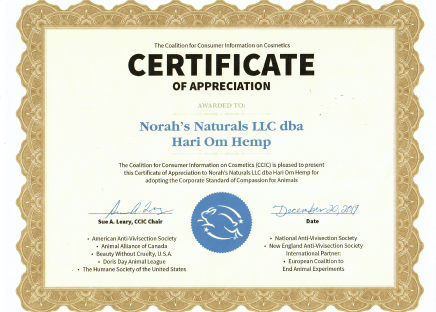 The Coalition for Consumer Information on Cosmetics
CERTIFICATE
OF APPRECIATION
AWARDED TO:
Norah's Naturals LLC dba
Hari Om Hemp
The Coalition for Consumer Information on Cosmetics (CCIC) is pleased to present
this Certificate of Appreciation to Norah's Naturals LLC dba Hari Om Hemp for
adopting the Corporate Standard of Compassion for Animals
December 20, 2019
Sue A. Leary, CCIC Chair
Date
• American Anti-Vivisection Society
• Animal Alliance of Canada
• Beauty Without Cruelty, U.S.A.
• Doris Day Animal League
• The Humane Society of the United States
• National Anti-Vivisection Society
• New England Anti-Vivisection Society
International Partner:
• European Coalition to
End Animal Experiments